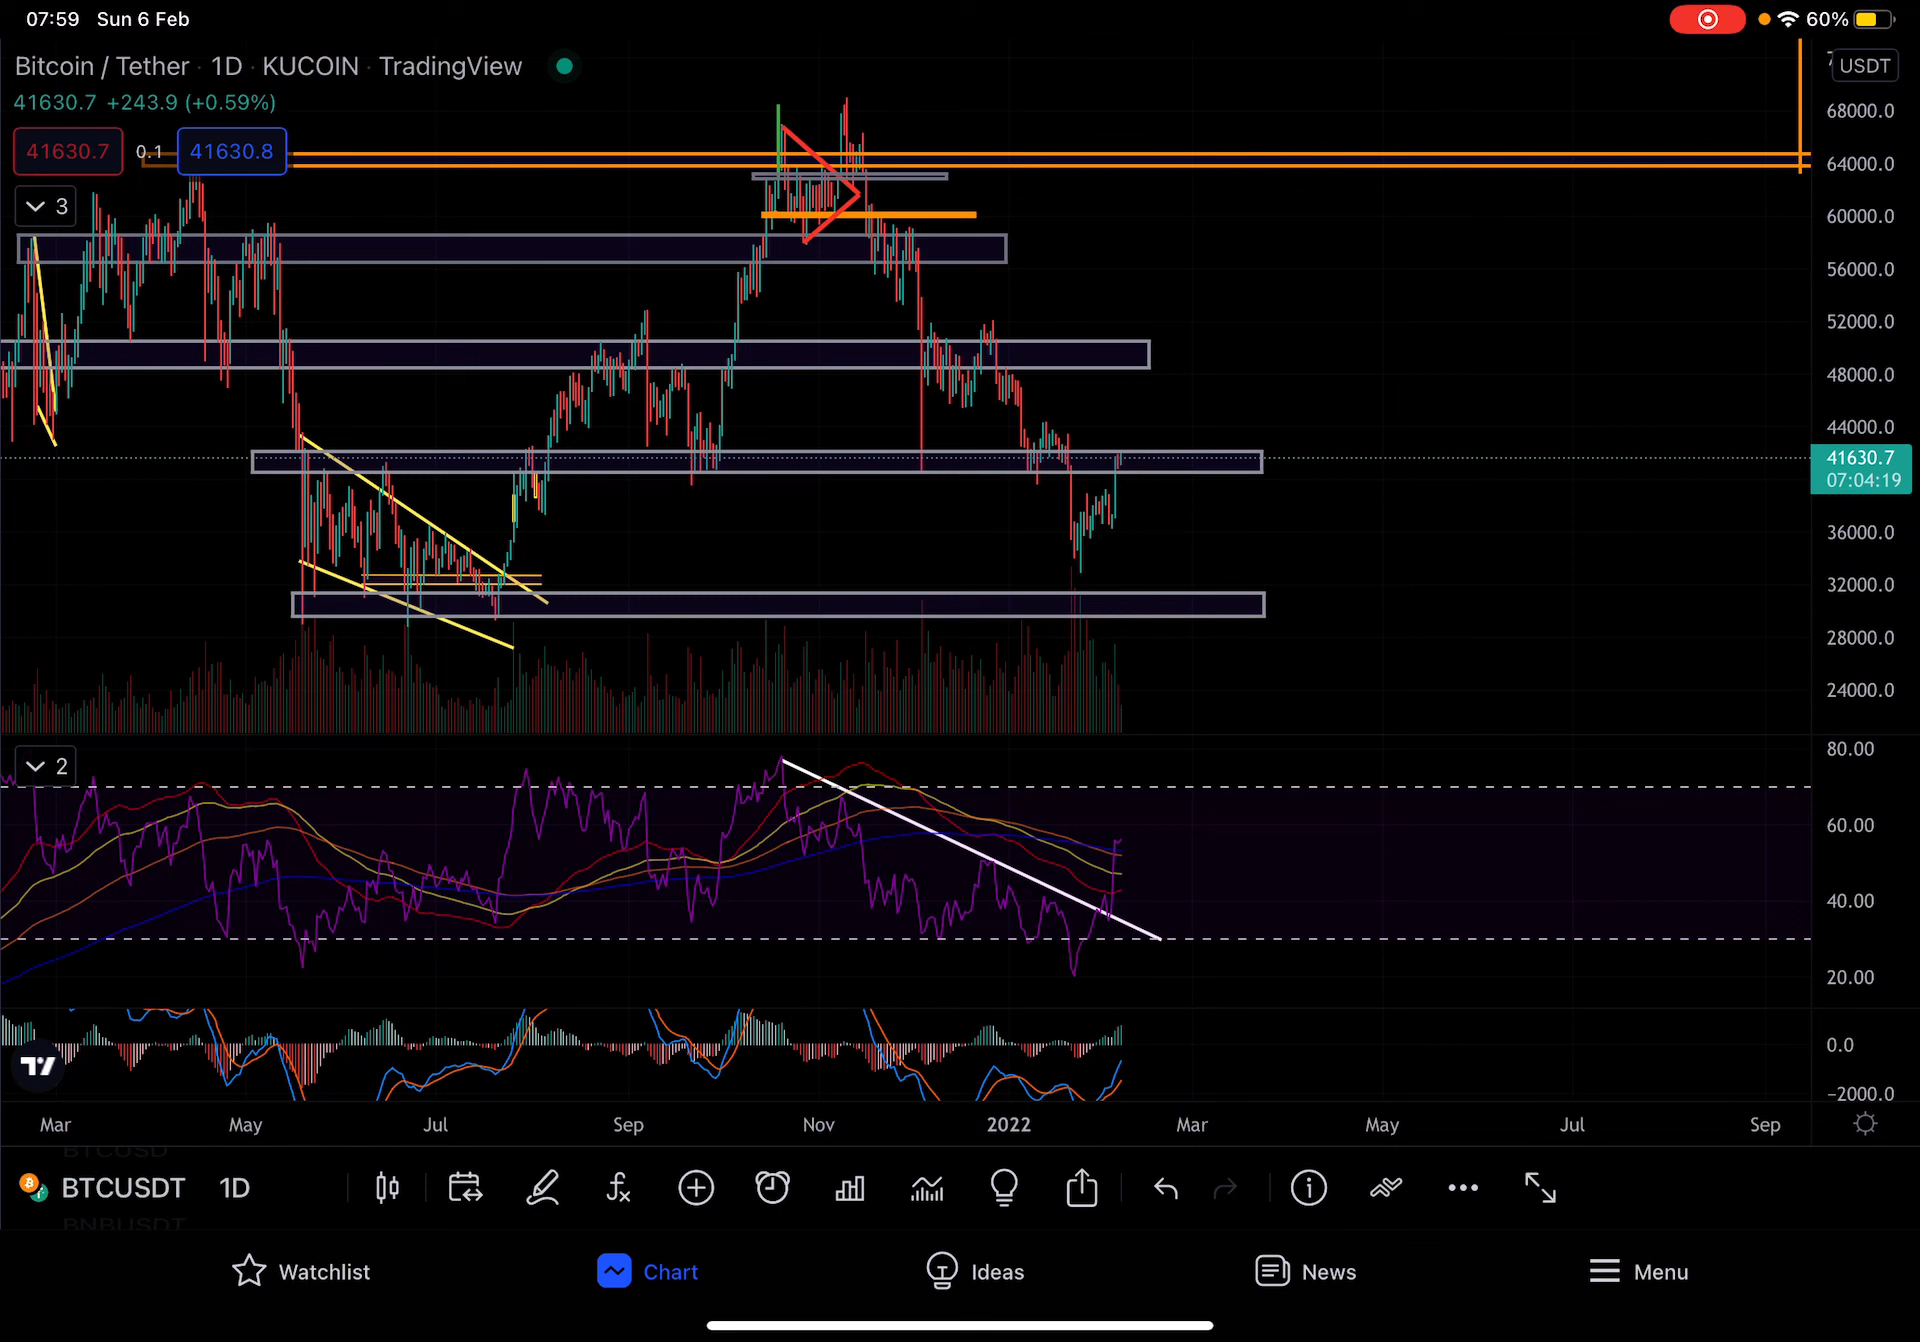 07:59 Sun 6 Feb
60%
Bitcoin / Tether · 1D · KUCOIN · TradingView
USDT
41630.7 +243.9 (+0.59%)
41630.7 0.1 41630.8
3
68000.0
64000.0
60000.0
56000.0
52000.0
48000.0
44000.0
41630.7
07:04:19
36000.0
32000.0
28000.0
24000.0
2
80.00
60.00
40.00
20.00
0.0
−2000.0
Mar May Jul Sep Nov 2022 Mar May Jul Sep
BTCUSD
BTCUSDT 1D
BNBUSDT
Watchlist Chart Ideas News Menu